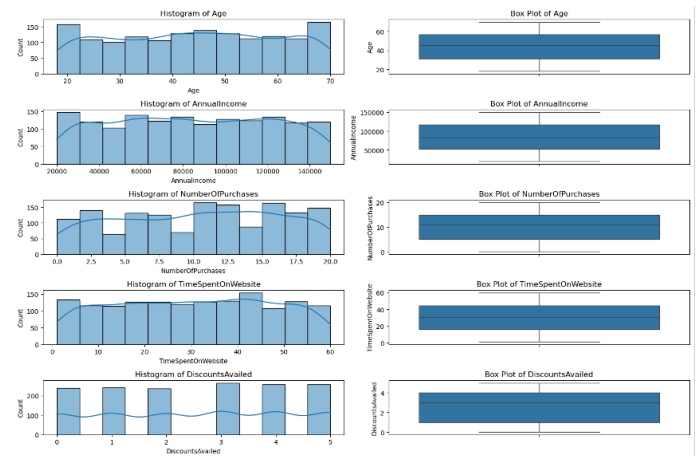 Histogram of Age
Box Plot of Age
Count
150
100
50
0
20
30
40
50
60
70
Age
Age
60
40
20
Histogram of AnnualIncome
Box Plot of AnnualIncome
Count
150
100
50
0
20000
40000
60000
80000
100000
120000
140000
AnnualIncome
AnnualIncome
150000
100000
50000
Histogram of NumberOfPurchases
Box Plot of NumberOfPurchases
Count
150
100
50
0
0.0
2.5
5.0
7.5
10.0
12.5
15.0
17.5
20.0
NumberOfPurchases
NumberOfPurchases
20
10
0
Histogram of TimeSpentOnWebsite
Box Plot of TimeSpentOnWebsite
Count
150
100
50
0
0
10
20
30
40
50
60
TimeSpentOnWebsite
TimeSpentOnWebsite
60
40
20
0
Histogram of DiscountsAvailed
Box Plot of DiscountsAvailed
Count
200
100
0
0
1
2
3
4
5
DiscountsAvailed
DiscountsAvailed
4
2
0